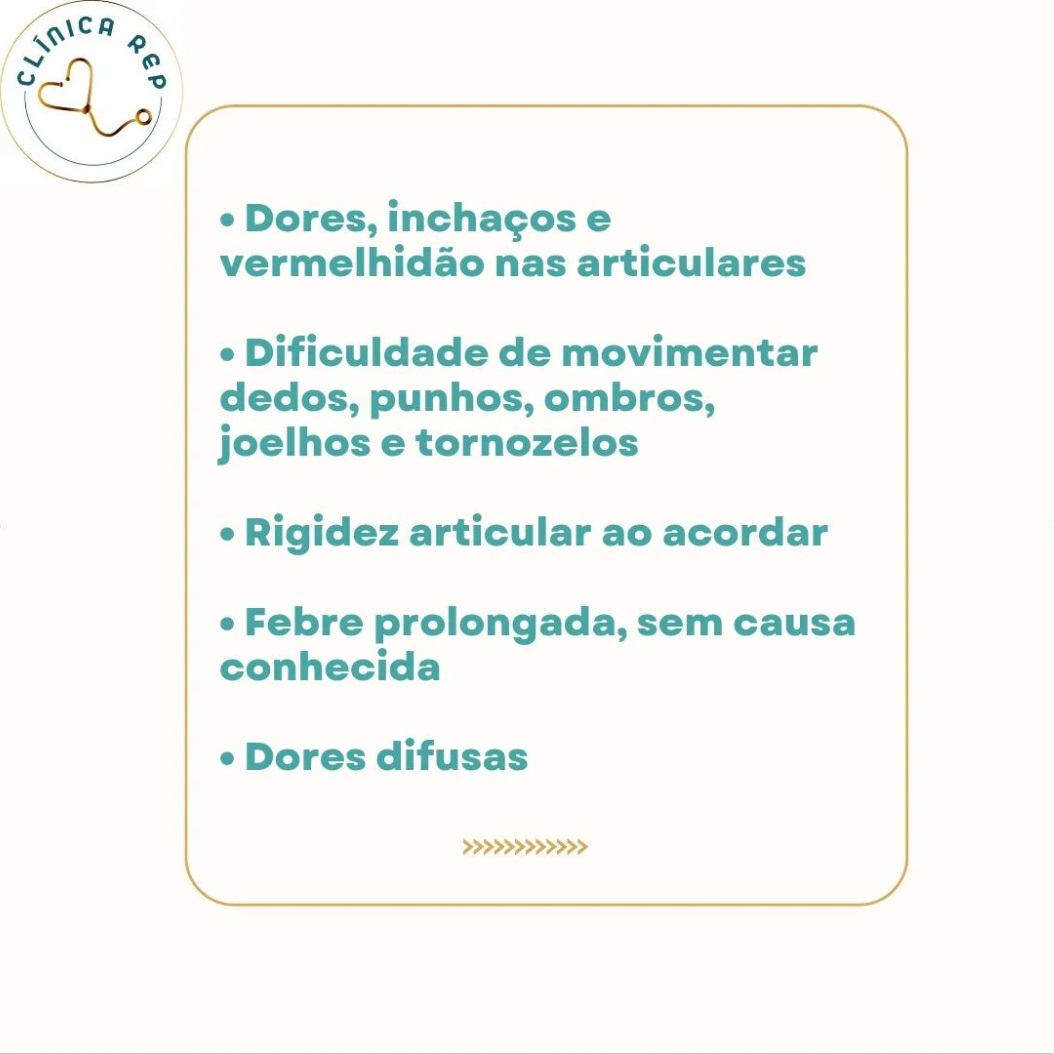 CLÍNICA REP
• Dores, inchaços e
vermelhidão nas articulares
• Dificuldade de movimentar
dedos, punhos, ombros,
joelhos e tornozelos
• Rigidez articular ao acordar
• Febre prolongada, sem causa
conhecida
• Dores difusas